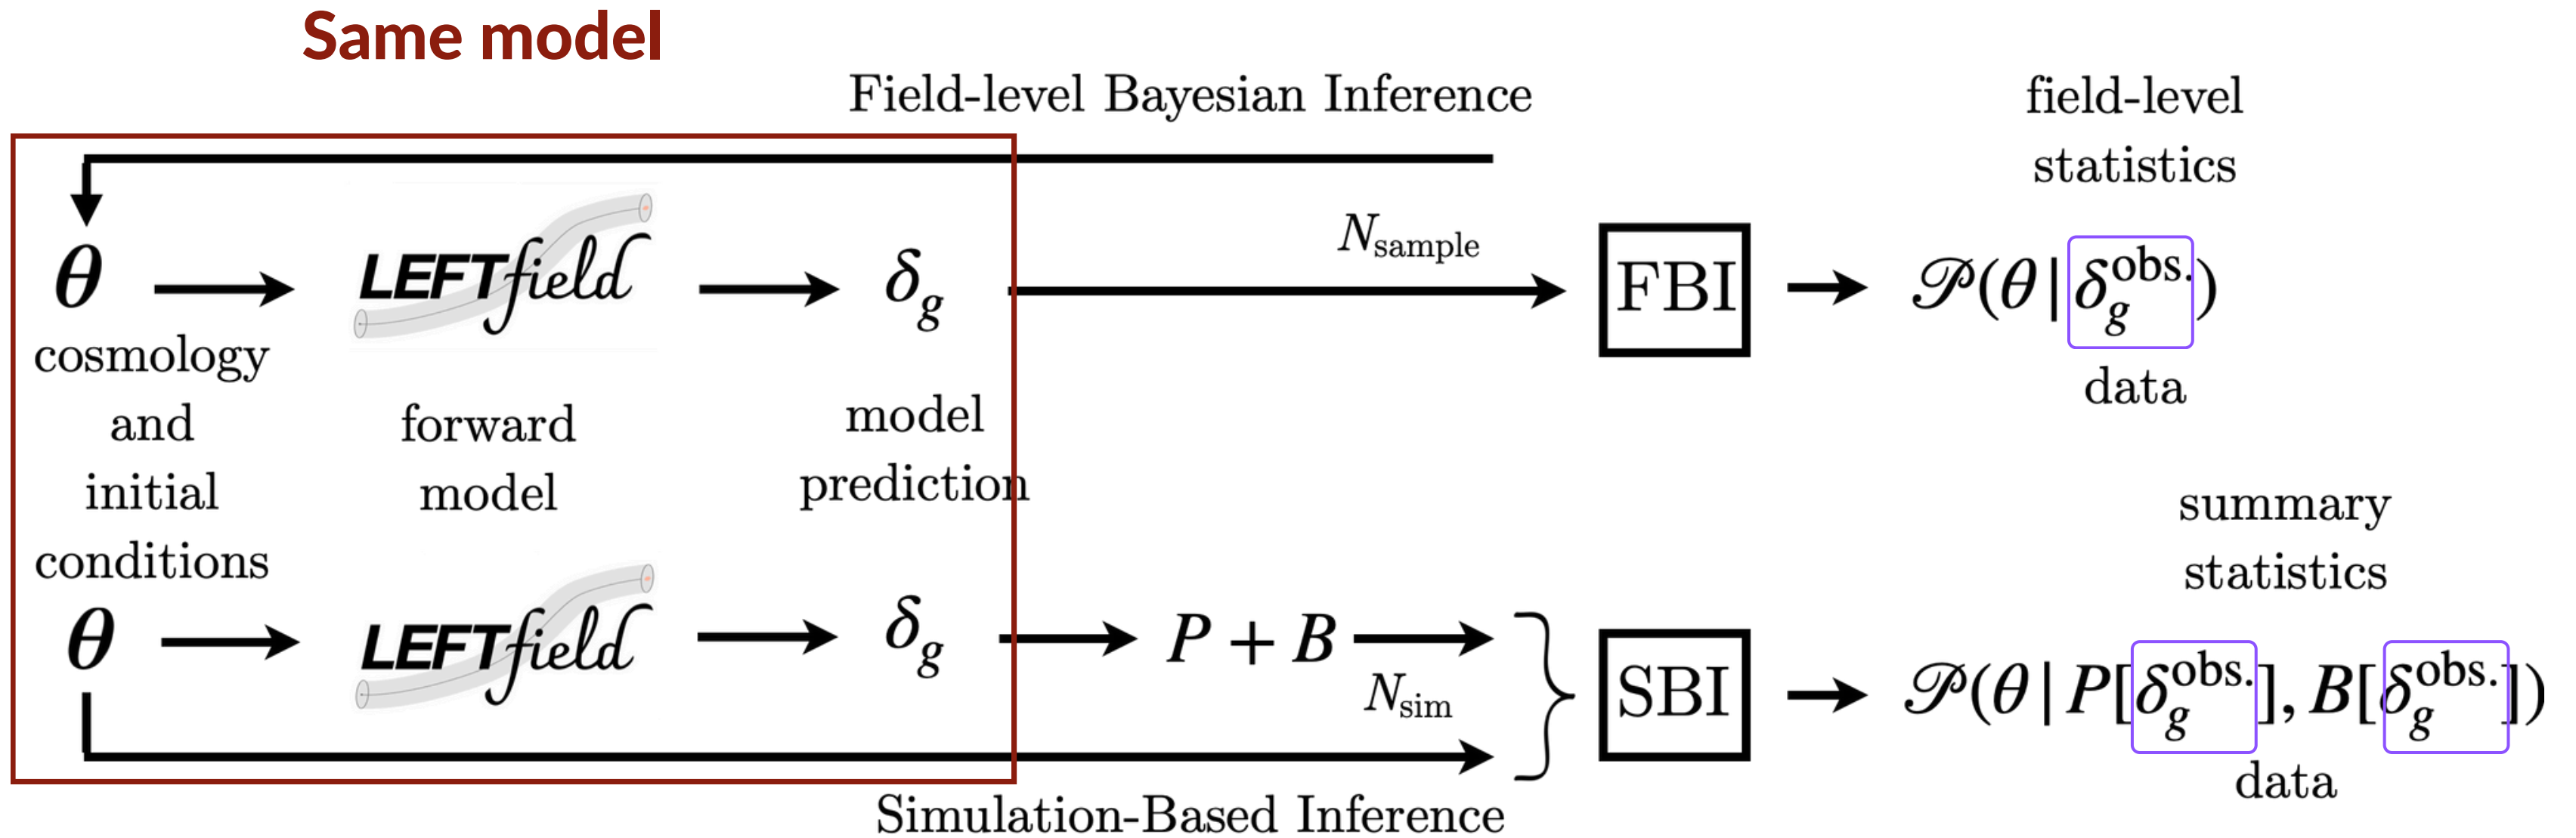 Same model
Field-level Bayesian Inference
field-level
statistics
θ
LEFTfield
δ_g
N_sample
FBI
𝒫(θ | δ_g^obs.)
cosmology
and
initial
conditions
forward
model
model
prediction
data
summary
statistics
θ
LEFTfield
δ_g
P + B
N_sim
SBI
𝒫(θ | P[δ_g^obs.], B[δ_g^obs.])
data
Simulation-Based Inference